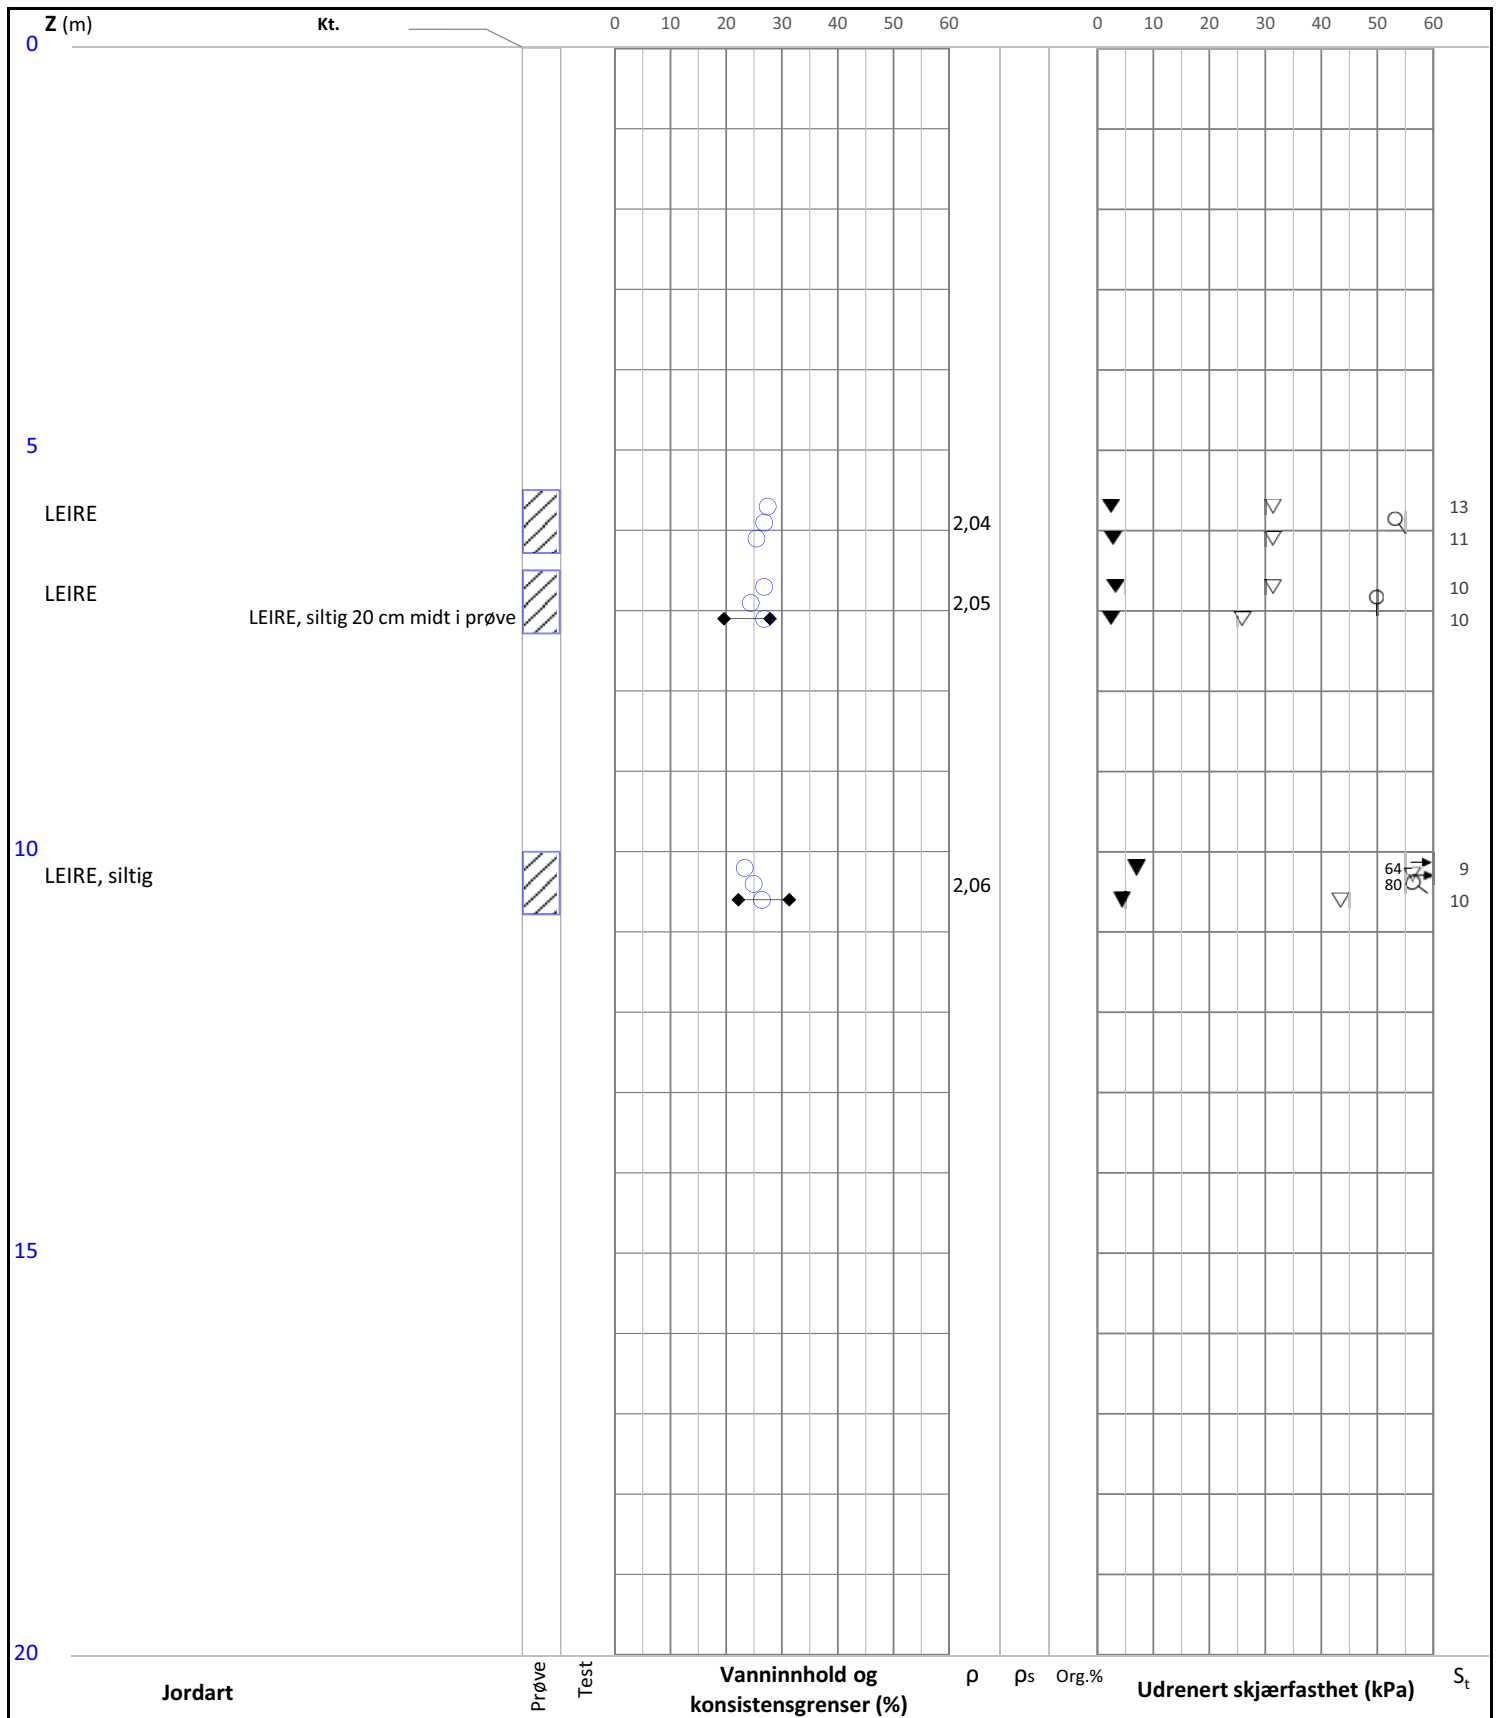 Z (m) Kt. 0 10 20 30 40 50 60 0 10 20 30 40 50 60
0
5
LEIRE 2,04 13
11
LEIRE 2,05 10
LEIRE, siltig 20 cm midt i prøve 10
10
LEIRE, siltig 2,06 64 9
80 10
15
20
Jordart Prøve Test Vanninnhold og ρ ρs Org.% Udrenert skjærfasthet (kPa) St
konsistensgrenser (%)